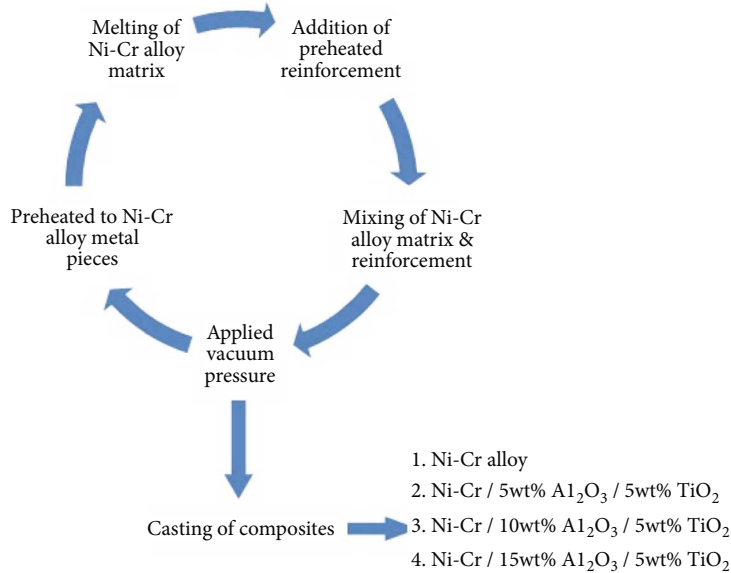 Melting of
Ni-Cr alloy
matrix
Addition of
preheated
reinforcement
Preheated to Ni-Cr
alloy metal
pieces
Mixing of Ni-Cr
alloy matrix &
reinforcement
Applied
vacuum
pressure
Casting of composites
1. Ni-Cr alloy
2. Ni-Cr / 5wt% A1₂O₃ / 5wt% TiO₂
3. Ni-Cr / 10wt% A1₂O₃ / 5wt% TiO₂
4. Ni-Cr / 15wt% A1₂O₃ / 5wt% TiO₂